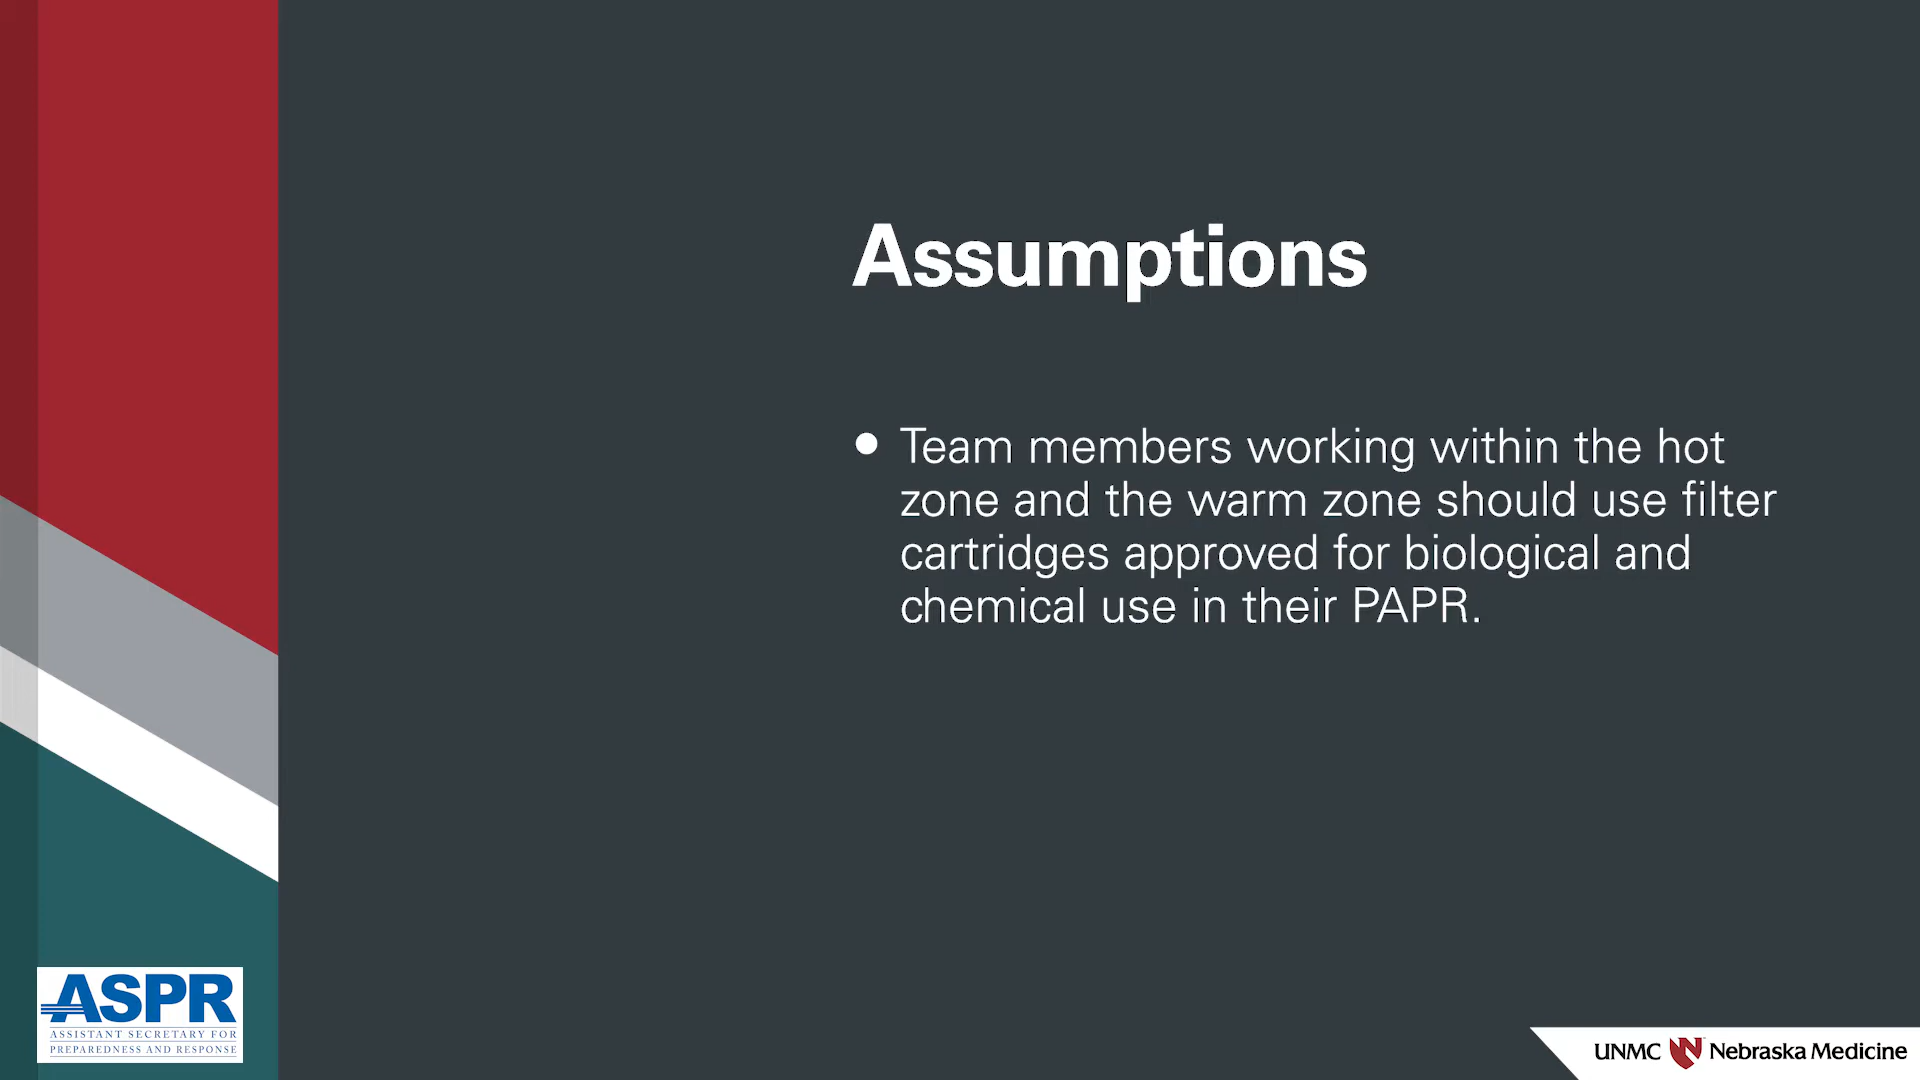 Assumptions
• Team members working within the hot
zone and the warm zone should use filter
cartridges approved for biological and
chemical use in their PAPR.
ASPR
ASSISTANT SECRETARY FOR
PREPAREDNESS AND RESPONSE
UNMC Nebraska Medicine